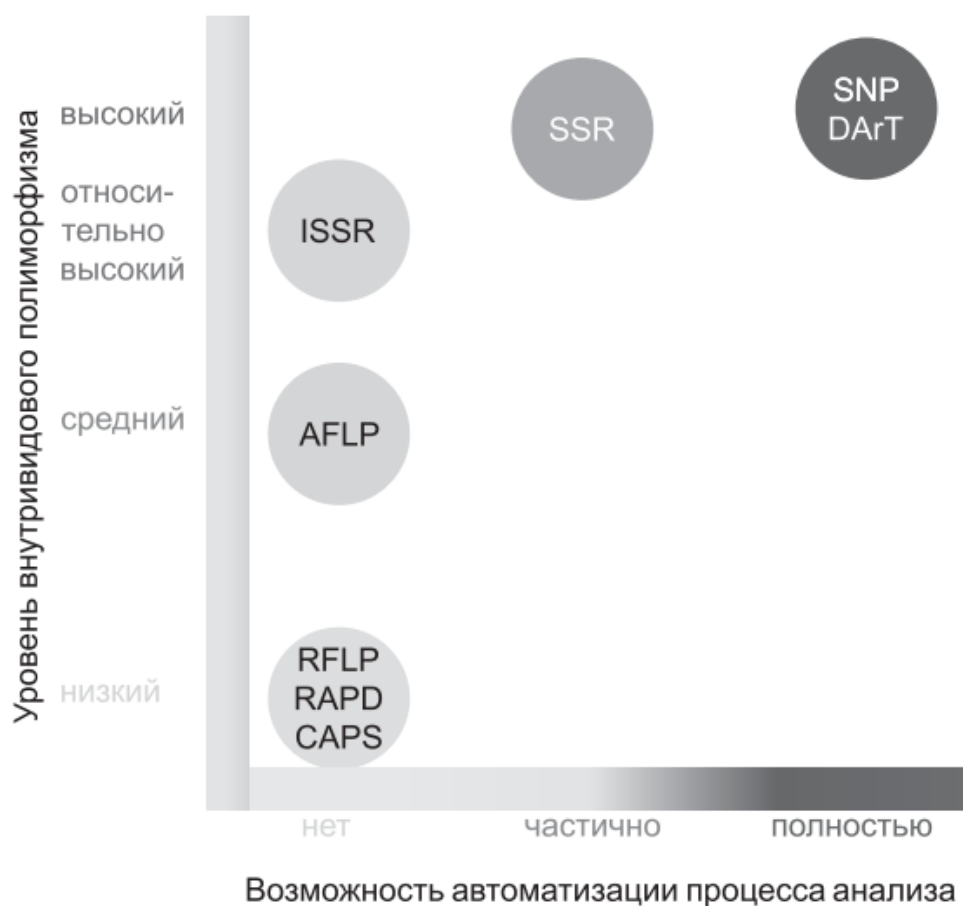 Уровень внутривидового полиморфизма
высокий
относи-
тельно
высокий
средний
низкий
SSR
SNP
DArT
ISSR
AFLP
RFLP
RAPD
CAPS
нет
частично
полностью
Возможность автоматизации процесса анализа